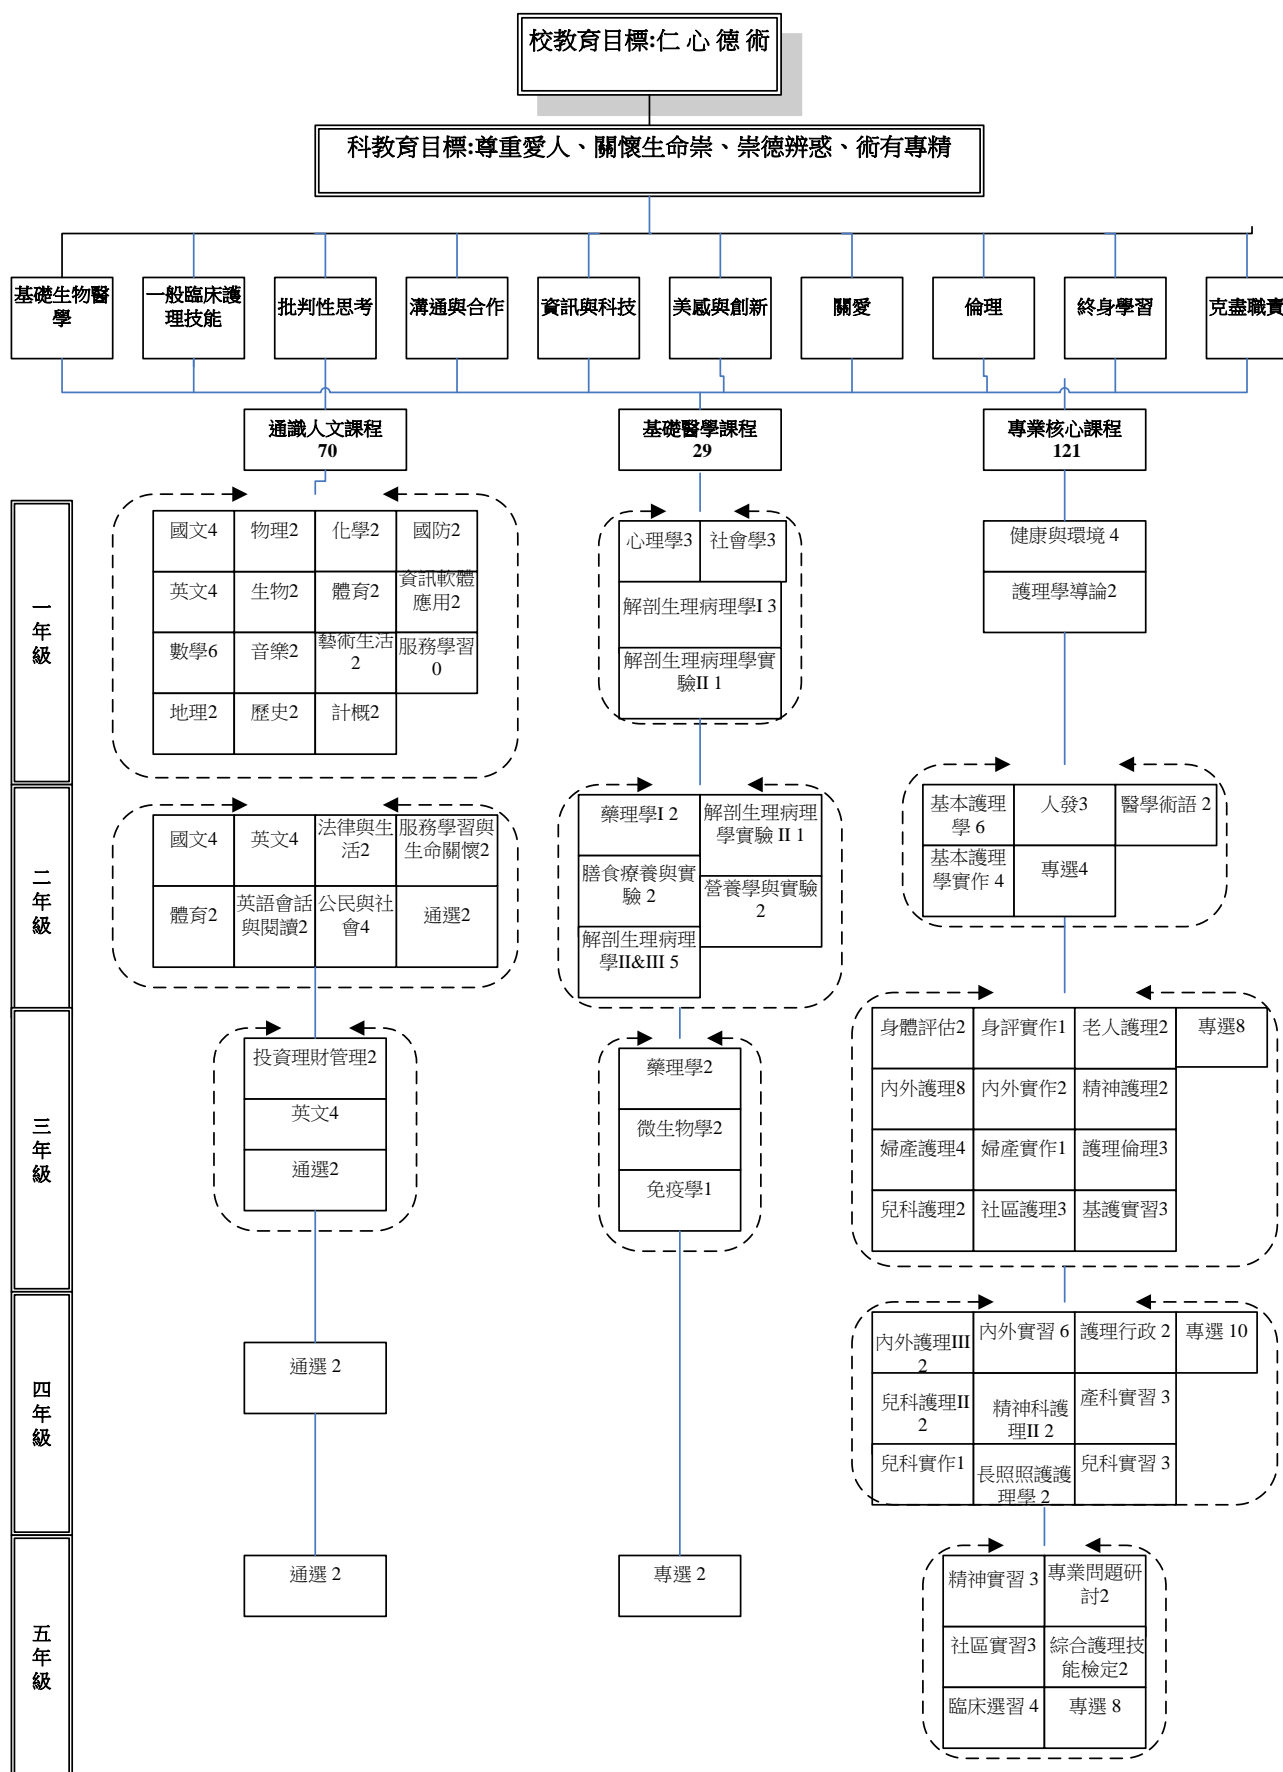 校教育目標:仁 心 德 術
科教育目標:尊重愛人、關懷生命崇、崇德辨惑、術有專精
基礎生物醫
學
一般臨床護
理技能
批判性思考
溝通與合作
資訊與科技
美感與創新
關愛
倫理
終身學習
克盡職責
通識人文課程
70
基礎醫學課程
29
專業核心課程
121
一
年
級
國文4
物理2
化學2
國防2
英文4
生物2
體育2
資訊軟體
應用2
數學6
音樂2
藝術生活
2
服務學習
0
地理2
歷史2
計概2
心理學3
社會學3
解剖生理病理學I 3
解剖生理病理學實
驗II 1
健康與環境 4
護理學導論2
二
年
級
國文4
英文4
法律與生
活2
服務學習與
生命關懷2
體育2
英語會話
與閱讀2
公民與社
會4
通選2
藥理學I 2
解剖生理病理
學實驗 II 1
膳食療養與實
驗 2
營養學與實驗
2
解剖生理病理
學II&III 5
基本護理
學 6
人發3
醫學術語 2
基本護理
學實作 4
專選4
三
年
級
投資理財管理2
英文4
通選2
藥理學2
微生物學2
免疫學1
身體評估2
身評實作1
老人護理2
專選8
內外護理8
內外實作2
精神護理2
婦產護理4
婦產實作1
護理倫理3
兒科護理2
社區護理3
基護實習3
四
年
級
通選 2
內外護理III
2
內外實習 6
護理行政 2
專選 10
兒科護理II
2
精神科護
理II 2
產科實習 3
兒科實作1
長照照護護
理學 2
兒科實習 3
五
年
級
通選 2
專選 2
精神實習 3
專業問題研
討2
社區實習3
綜合護理技
能檢定2
臨床選習 4
專選 8